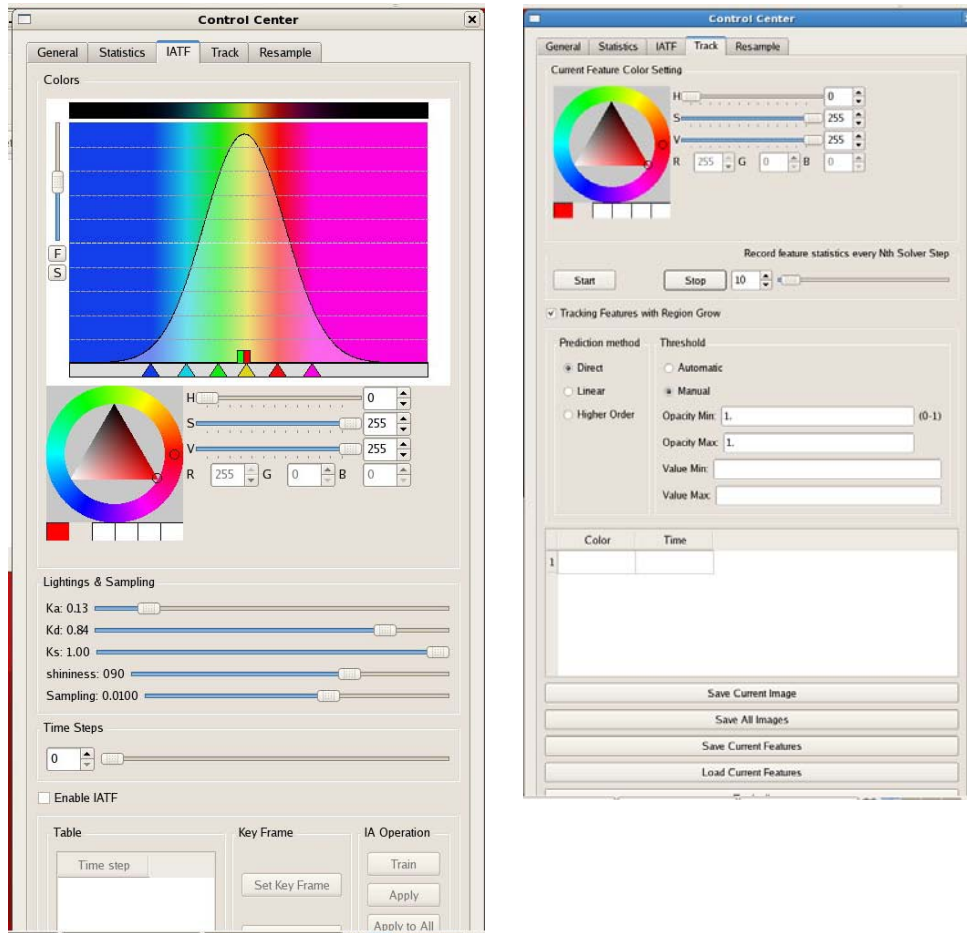 Control Center
General Statistics IATF Track Resample
Colors
F
S
H 0
S 255
V 255
R 255 G 0 B 0
Lightings & Sampling
Ka: 0.13
Kd: 0.84
Ks: 1.00
shininess: 090
Sampling: 0.0100
Time Steps
0
Enable IATF
Table Key Frame IA Operation
Time step
Train
Set Key Frame
Apply
Apply to All
Control Center
General Statistics IATF Track Resample
Current Feature Color Setting
H 0
S 255
V 255
R 255 G 0 B 0
Record feature statistics every Nth Solver Step
Start Stop 10
Tracking Features with Region Grow
Prediction method Threshold
Direct Automatic
Linear Manual
Higher Order Opacity Min: 1. (0-1)
Opacity Max: 1.
Value Min:
Value Max:
Color Time
1
Save Current Image
Save All Images
Save Current Features
Load Current Features